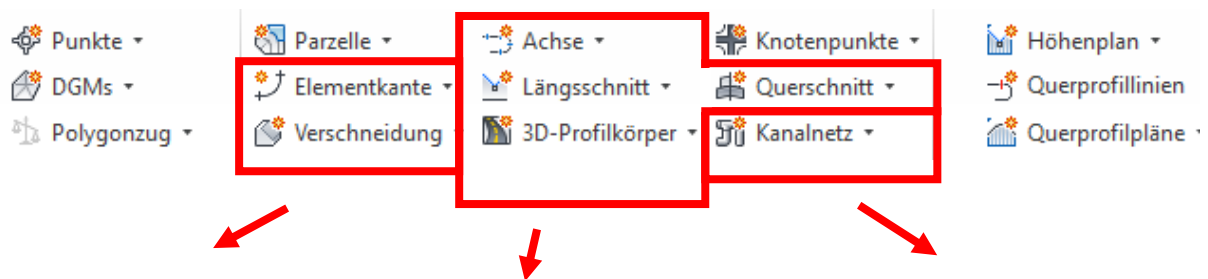 Punkte
Parzelle
Achse
Knotenpunkte
Höhenplan
DGMs
Elementkante
Längsschnitt
Querschnitt
Querprofillinien
Polygonzug
Verschneidung
3D-Profilkörper
Kanalnetz
Querprofilpläne